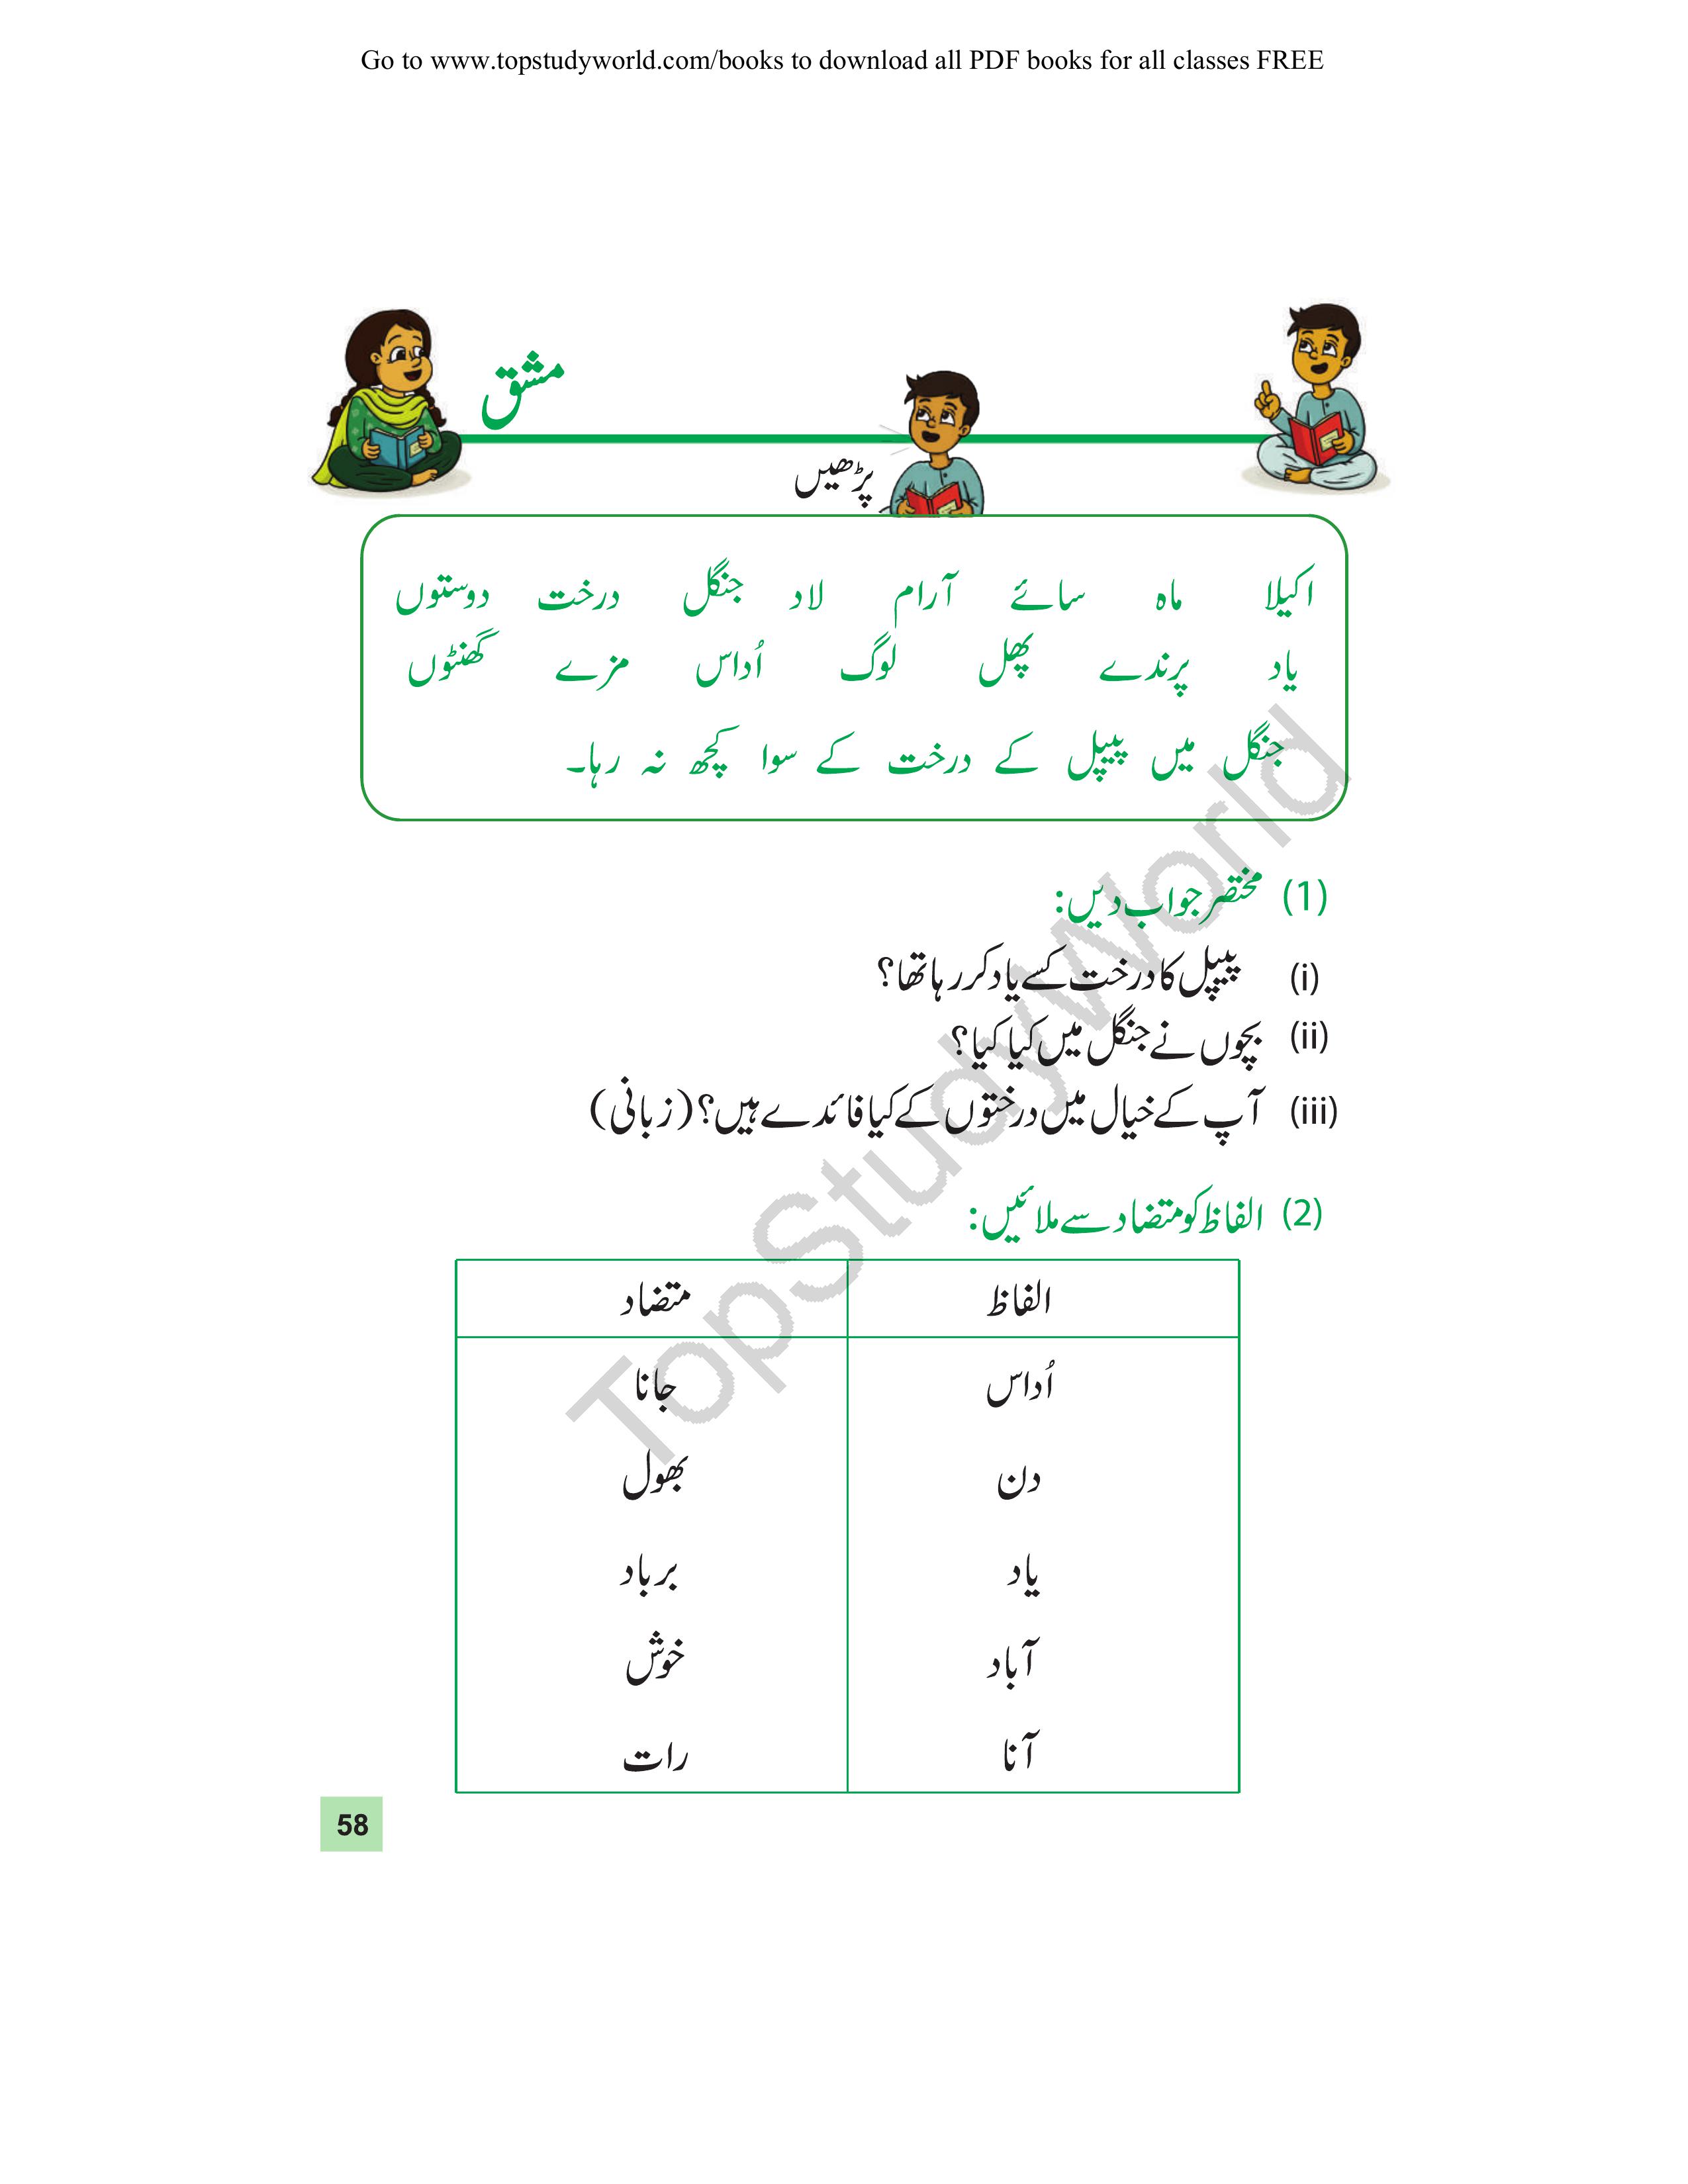 Go to www.topstudyworld.com/books to download all PDF books for all classes FREE
مشق
پڑھیں
اکیلا ماہ سائے آرام لاد جنگل درخت دوستوں
یاد پرندے پھل لوگ اُداس مزے گھنٹوں
جنگل میں پیپل کے درخت کے سوا کچھ نہ رہا۔
(1) مختصر جواب دیں:
(i) پیپل کا درخت کسے یاد کر رہا تھا؟
(ii) بچوں نے جنگل میں کیا کیا؟
(iii) آپ کے خیال میں درختوں کے کیا فائدے ہیں؟ (زبانی)
(2) الفاظ کو متضاد سے ملائیں:
الفاظ متضاد
اُداس جانا
دن بھول
یاد برباد
آباد خوش
آنا رات
58
TopStudyWorld